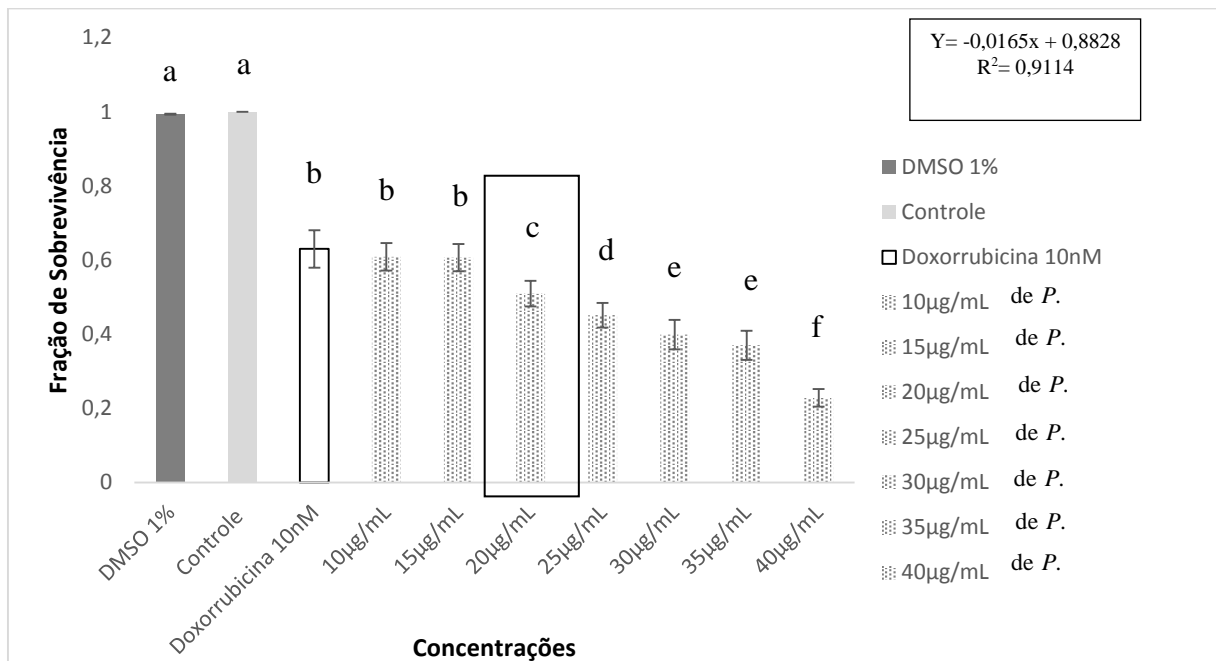 Y= -0,0165x + 0,8828
R²= 0,9114
Fração de Sobrevivência
1,2
1
0,8
0,6
0,4
0,2
0
a
a
b
b
b
c
d
e
e
f
DMSO 1%
Controle
Doxorrubicina 10nM
10µg/mL
15µg/mL
20µg/mL
25µg/mL
30µg/mL
35µg/mL
40µg/mL
Concentrações
DMSO 1%
Controle
Doxorrubicina 10nM
10µg/mL de P.
15µg/mL de P.
20µg/mL de P.
25µg/mL de P.
30µg/mL de P.
35µg/mL de P.
40µg/mL de P.